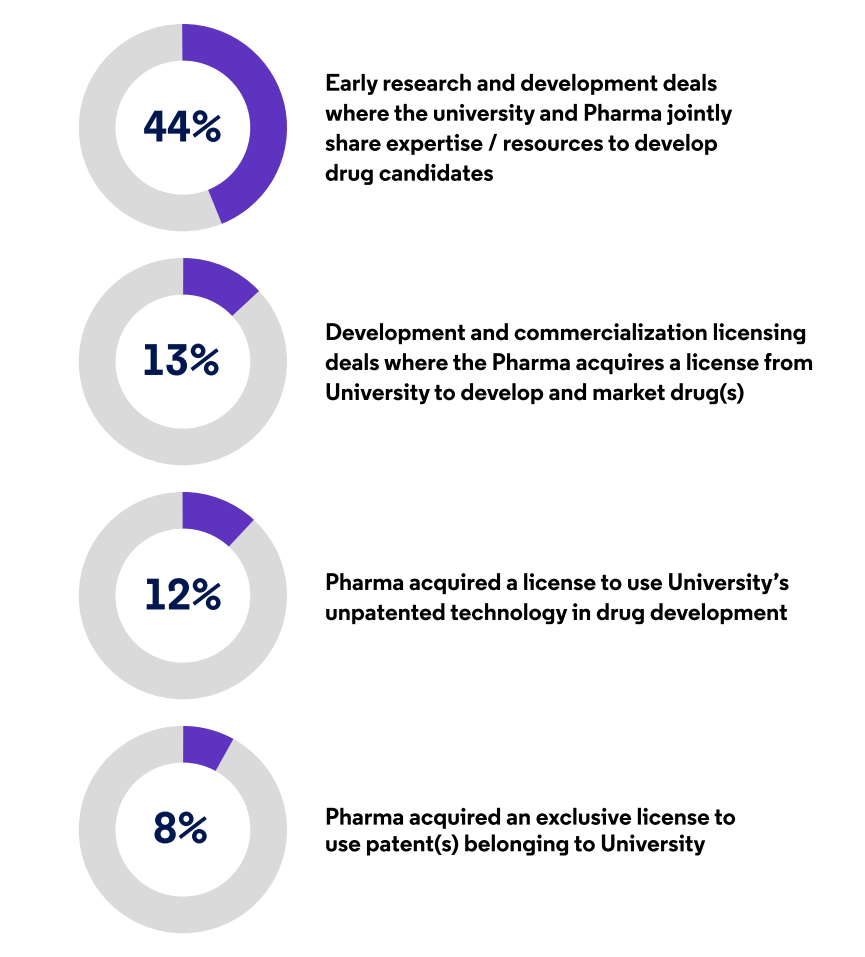 44%
Early research and development deals
where the university and Pharma jointly
share expertise / resources to develop
drug candidates
13%
Development and commercialization licensing
deals where the Pharma acquires a license from
University to develop and market drug(s)
12%
Pharma acquired a license to use University’s
unpatented technology in drug development
8%
Pharma acquired an exclusive license to
use patent(s) belonging to University